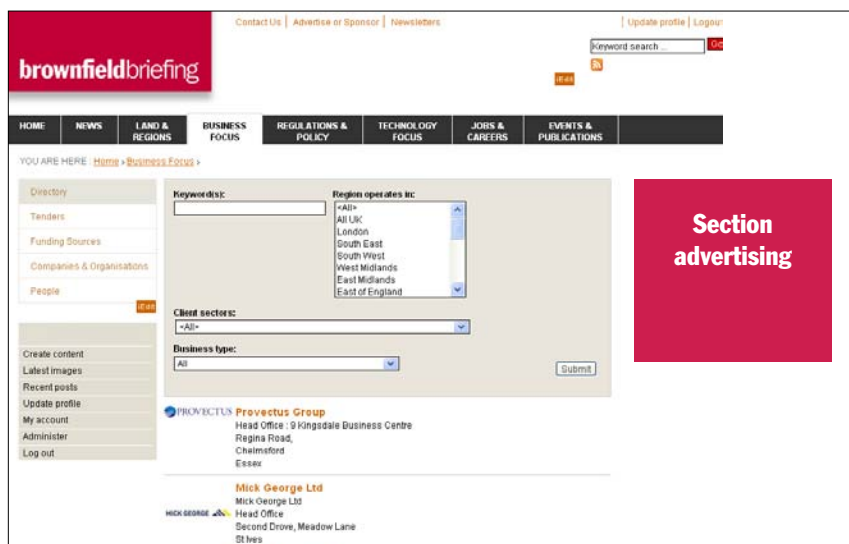 Contact Us | Advertise or Sponsor | Newsletters
| Update profile | Logout
Keyword search ...
Go
brownfieldbriefing
HOME
NEWS
LAND & REGIONS
BUSINESS FOCUS
REGULATIONS & POLICY
TECHNOLOGY FOCUS
JOBS & CAREERS
EVENTS & PUBLICATIONS
YOU ARE HERE : Home » Business Focus »
Directory
Tenders
Funding Sources
Companies & Organisations
People
Create content
Latest images
Recent posts
Update profile
My account
Administer
Log out
Keyword(s):
Region operates in:
<All>
All UK
London
South East
South West
West Midlands
East Midlands
East of England
Client sectors:
<All>
Business type:
All
Submit
Section
advertising
PROVECTUS
Provectus Group
Head Office : 9 Kingsdale Business Centre
Regina Road,
Chelmsford
Essex
MICK GEORGE
Mick George Ltd
Mick George Ltd
Head Office
Second Drove, Meadow Lane
St Ives